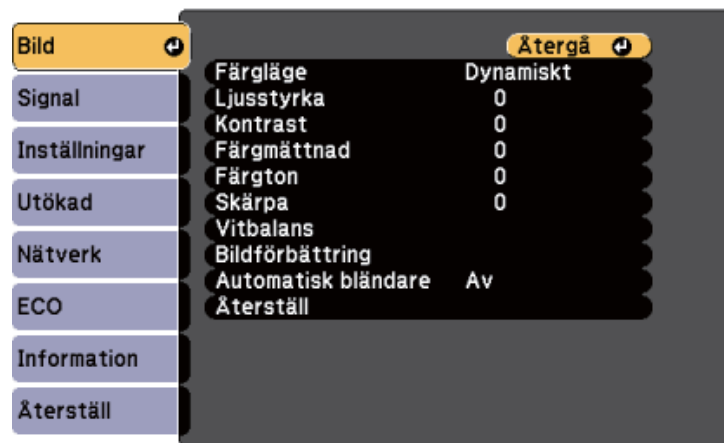 Bild
Signal
Inställningar
Utökad
Nätverk
ECO
Information
Återställ
Återgå
Färgläge Dynamiskt
Ljusstyrka 0
Kontrast 0
Färgmättnad 0
Färgton 0
Skärpa 0
Vitbalans
Bildförbättring
Automatisk bländare Av
Återställ